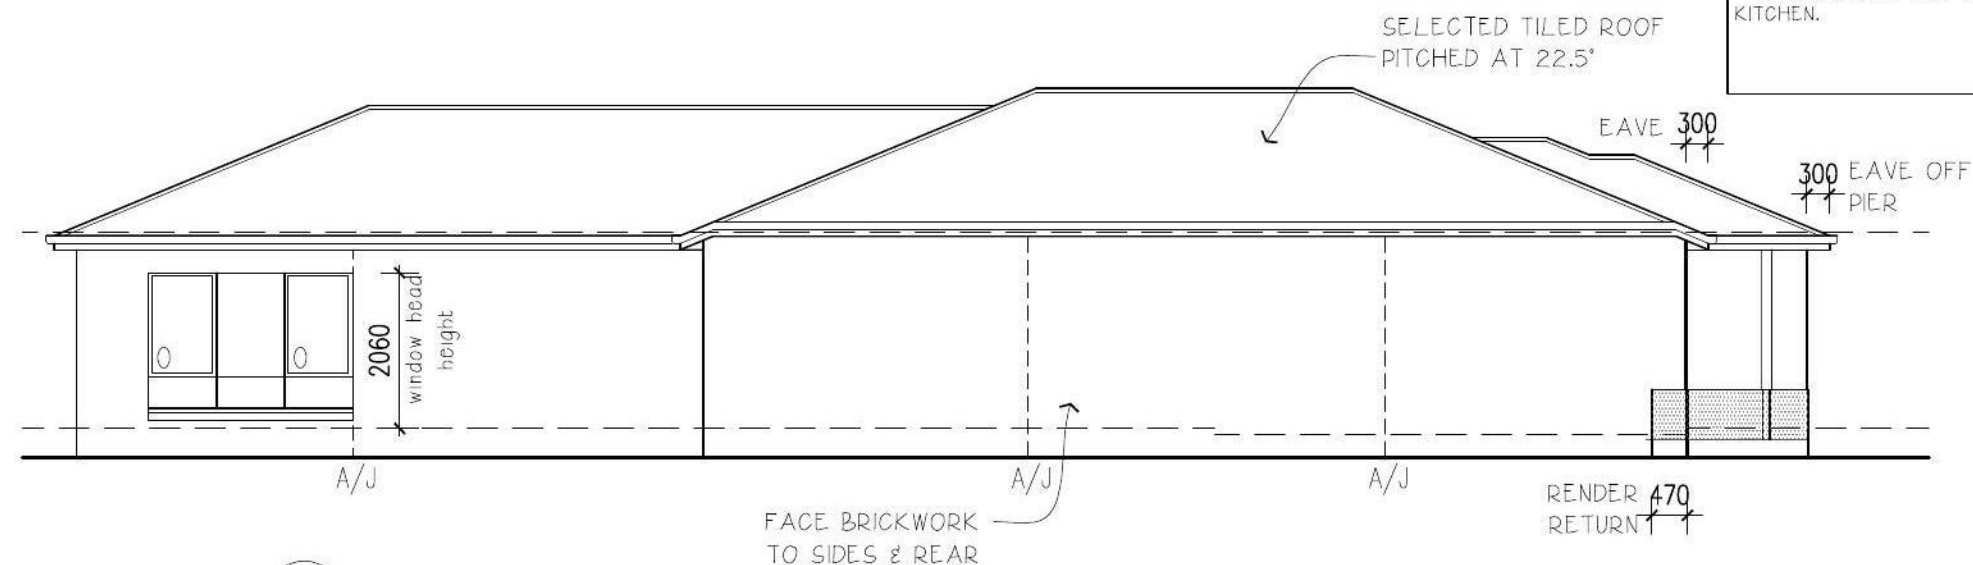 KITCHEN.
SELECTED TILED ROOF
PITCHED AT 22.5°
EAVE 300
300 EAVE OFF
PIER
2060
window head
height
A/J
A/J
A/J
FACE BRICKWORK
TO SIDES & REAR
RENDER 470
RETURN